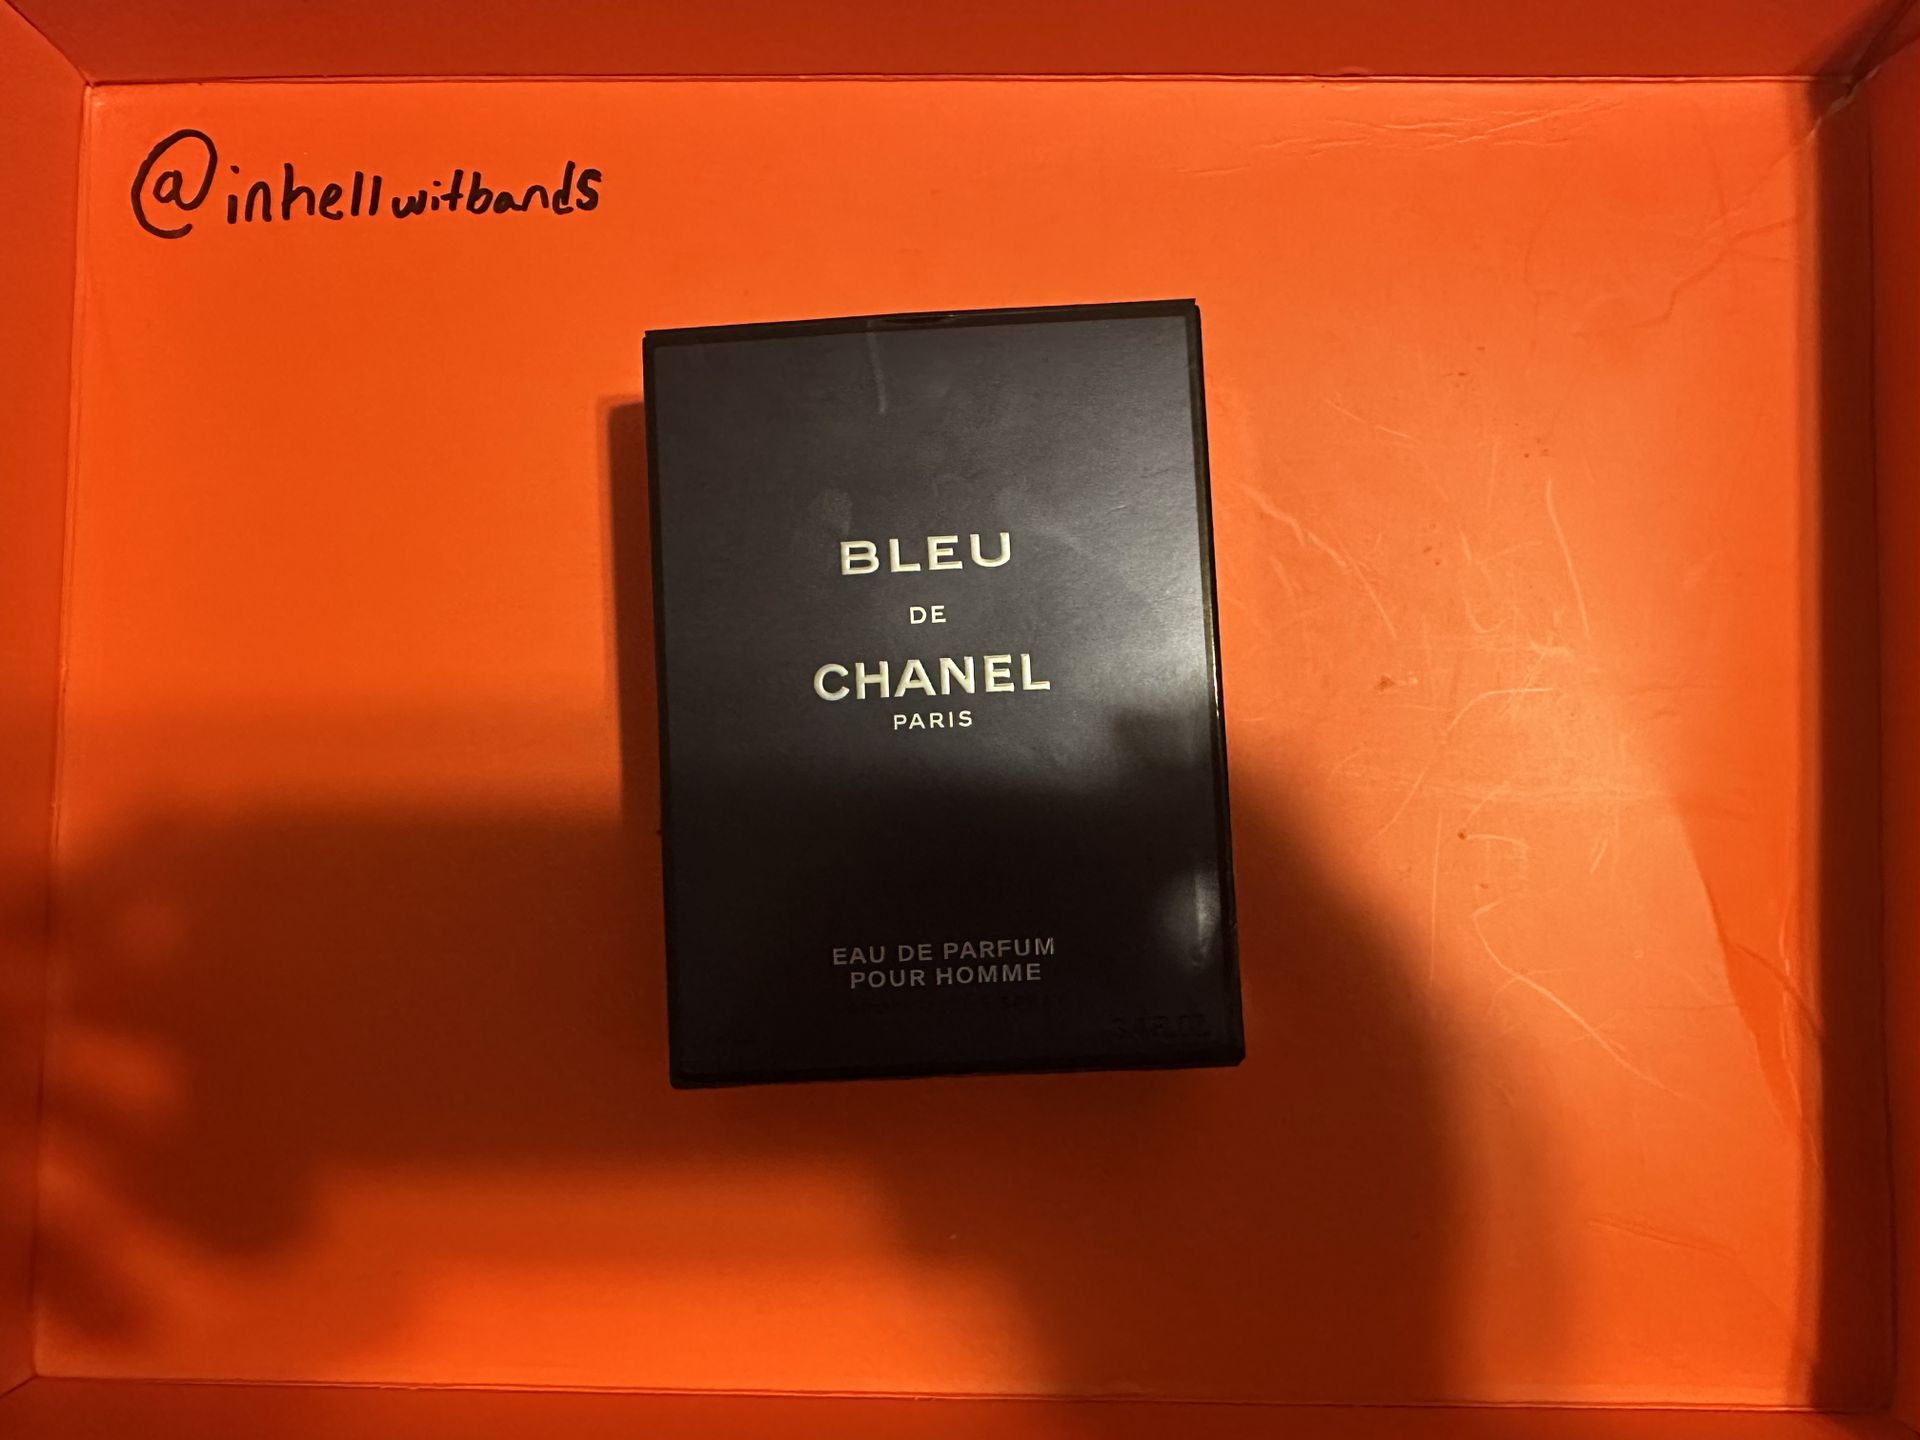 @inhellwitbands
BLEU
DE
CHANEL
PARIS
EAU DE PARFUM
POUR HOMME